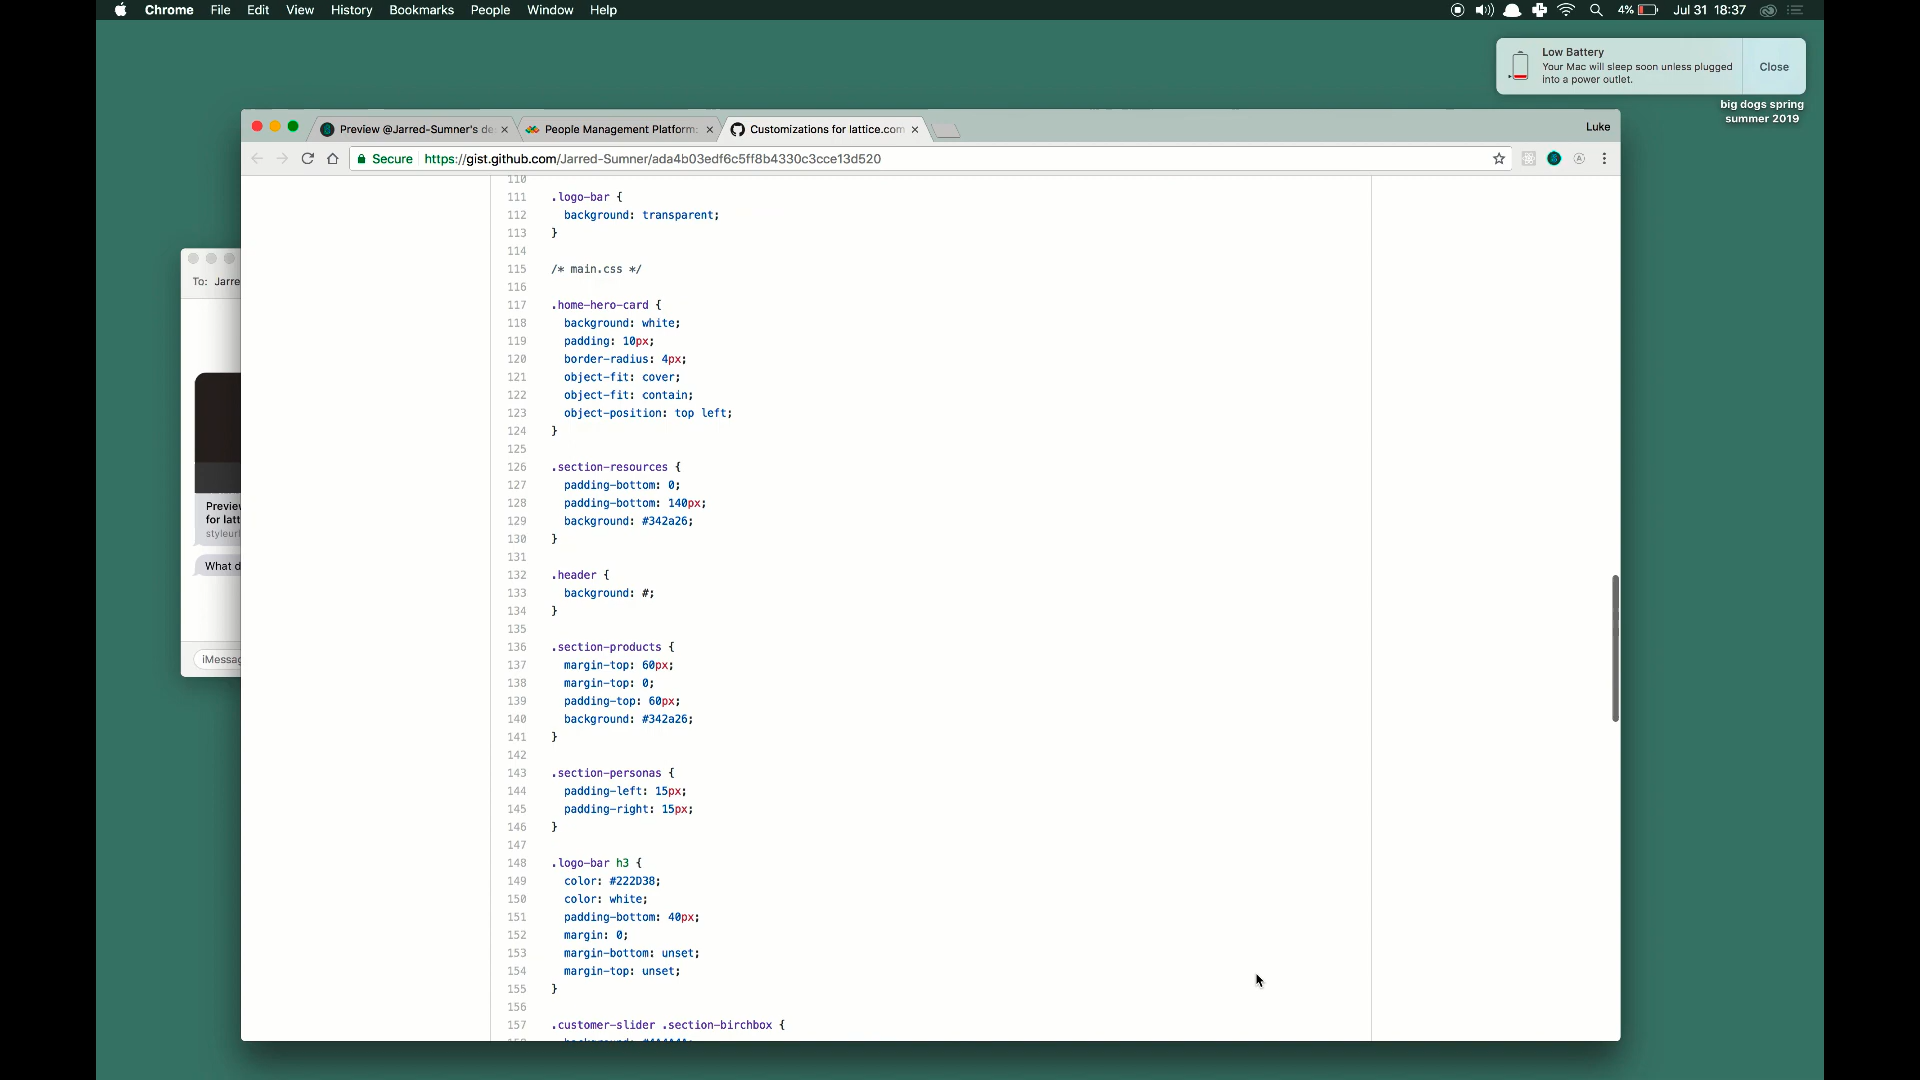 Chrome File Edit View History Bookmarks People Window Help
4% Jul 31 18:37
Low Battery
Your Mac will sleep soon unless plugged
into a power outlet.
Close
big dogs spring
summer 2019
Preview @Jarred-Sumner's de
People Management Platform:
Customizations for lattice.com
Luke
Secure https://gist.github.com/Jarred-Sumner/ada4b03edf6c5ff8b4330c3cce13d520
To: Jarre
Preview
for latt
styleurl
What d
iMessag
110
111 .logo-bar {
112 background: transparent;
113 }
114
115 /* main.css */
116
117 .home-hero-card {
118 background: white;
119 padding: 10px;
120 border-radius: 4px;
121 object-fit: cover;
122 object-fit: contain;
123 object-position: top left;
124 }
125
126 .section-resources {
127 padding-bottom: 0;
128 padding-bottom: 140px;
129 background: #342a26;
130 }
131
132 .header {
133 background: #;
134 }
135
136 .section-products {
137 margin-top: 60px;
138 margin-top: 0;
139 padding-top: 60px;
140 background: #342a26;
141 }
142
143 .section-personas {
144 padding-left: 15px;
145 padding-right: 15px;
146 }
147
148 .logo-bar h3 {
149 color: #222D38;
150 color: white;
151 padding-bottom: 40px;
152 margin: 0;
153 margin-bottom: unset;
154 margin-top: unset;
155 }
156
157 .customer-slider .section-birchbox {